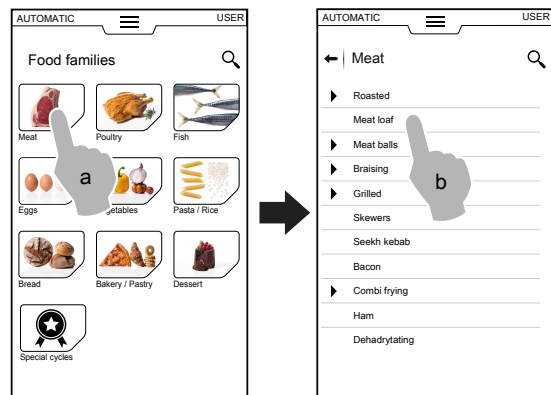 AUTOMATIC USER
Food families
Meat Poultry Fish
a
Eggs getables Pasta / Rice
Bread Bakery / Pastry Dessert
Special cycles
AUTOMATIC USER
Meat
Roasted
Meat loaf
Meat balls
Braising
b
Grilled
Skewers
Seekh kebab
Bacon
Combi frying
Ham
Dehadrytating